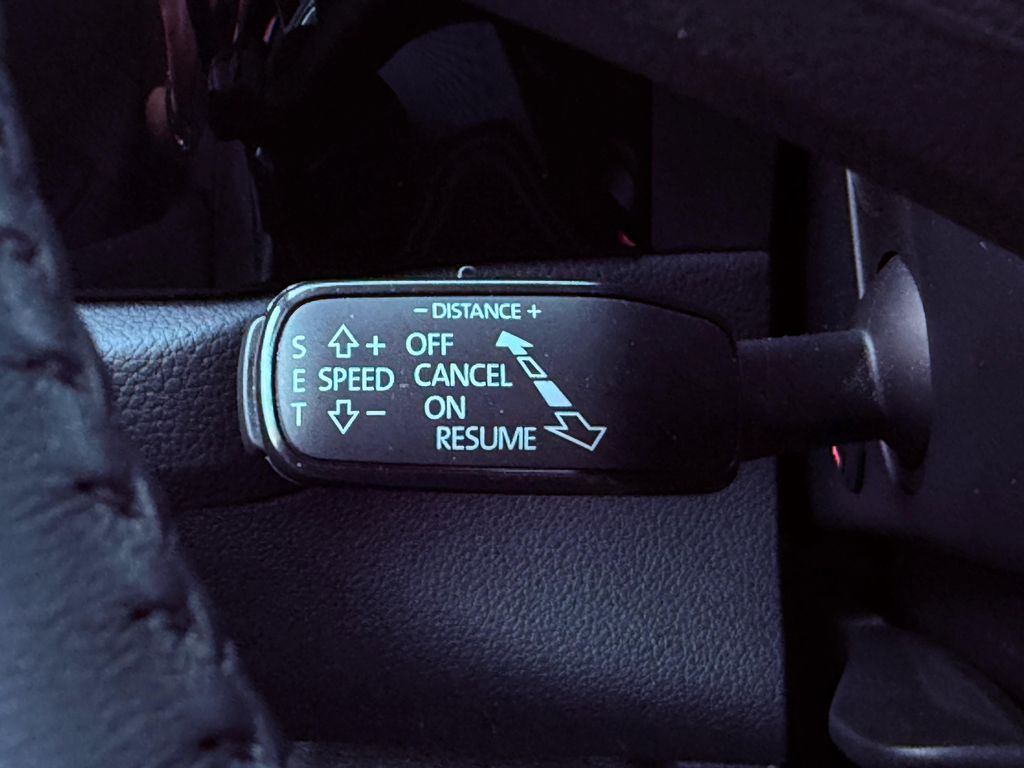 - DISTANCE +
S + OFF
E SPEED CANCEL
T - ON
RESUME